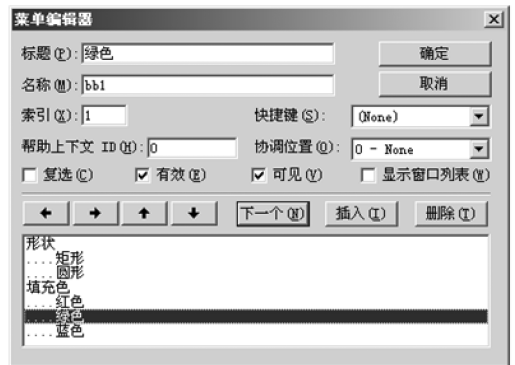 菜单编辑器
标题(P): 绿色 确定
名称(M): bb1 取消
索引(X): 1 快捷键(S): (None)
帮助上下文 ID(H): 0 协调位置(O): 0 - None
复选(C) 有效(E) 可见(V) 显示窗口列表(W)
下一个(N) 插入(I) 删除(T)
形状
....矩形
....圆形
填充色
....红色
....绿色
....蓝色